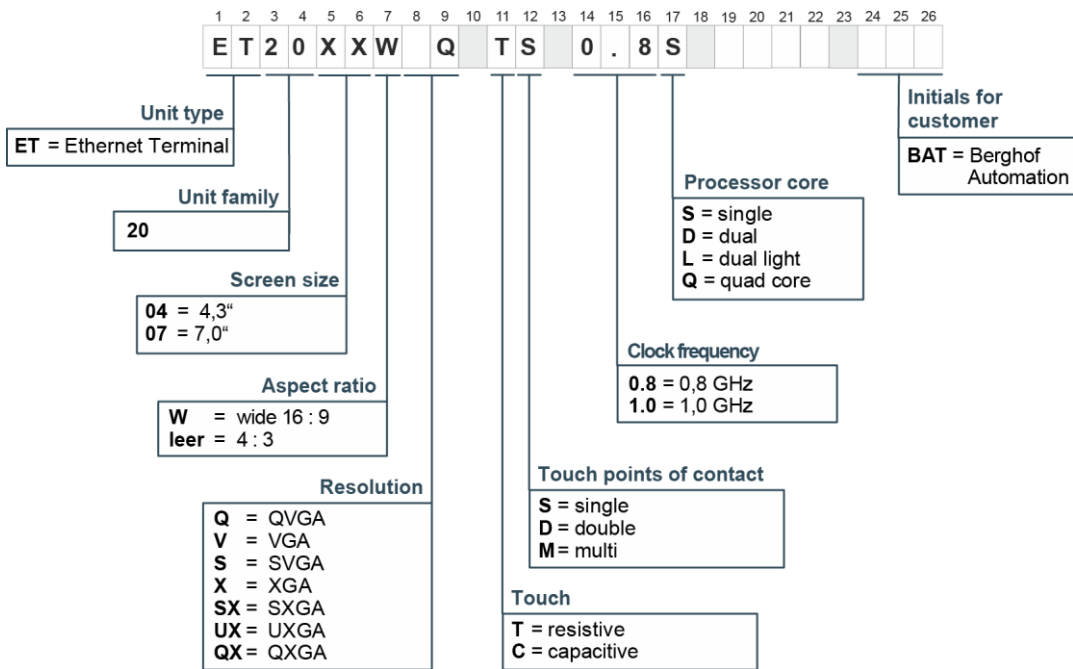 1 2 3 4 5 6 7 8 9 10 11 12 13 14 15 16 17 18 19 20 21 22 23 24 25 26
E T 2 0 X X W Q T S 0 . 8 S
Unit type
ET = Ethernet Terminal
Unit family
20
Screen size
04 = 4,3“
07 = 7,0“
Aspect ratio
W = wide 16 : 9
leer = 4 : 3
Resolution
Q = QVGA
V = VGA
S = SVGA
X = XGA
SX = SXGA
UX = UXGA
QX = QXGA
Touch
T = resistive
C = capacitive
Touch points of contact
S = single
D = double
M = multi
Clock frequency
0.8 = 0,8 GHz
1.0 = 1,0 GHz
Processor core
S = single
D = dual
L = dual light
Q = quad core
Initials for
customer
BAT = Berghof
Automation